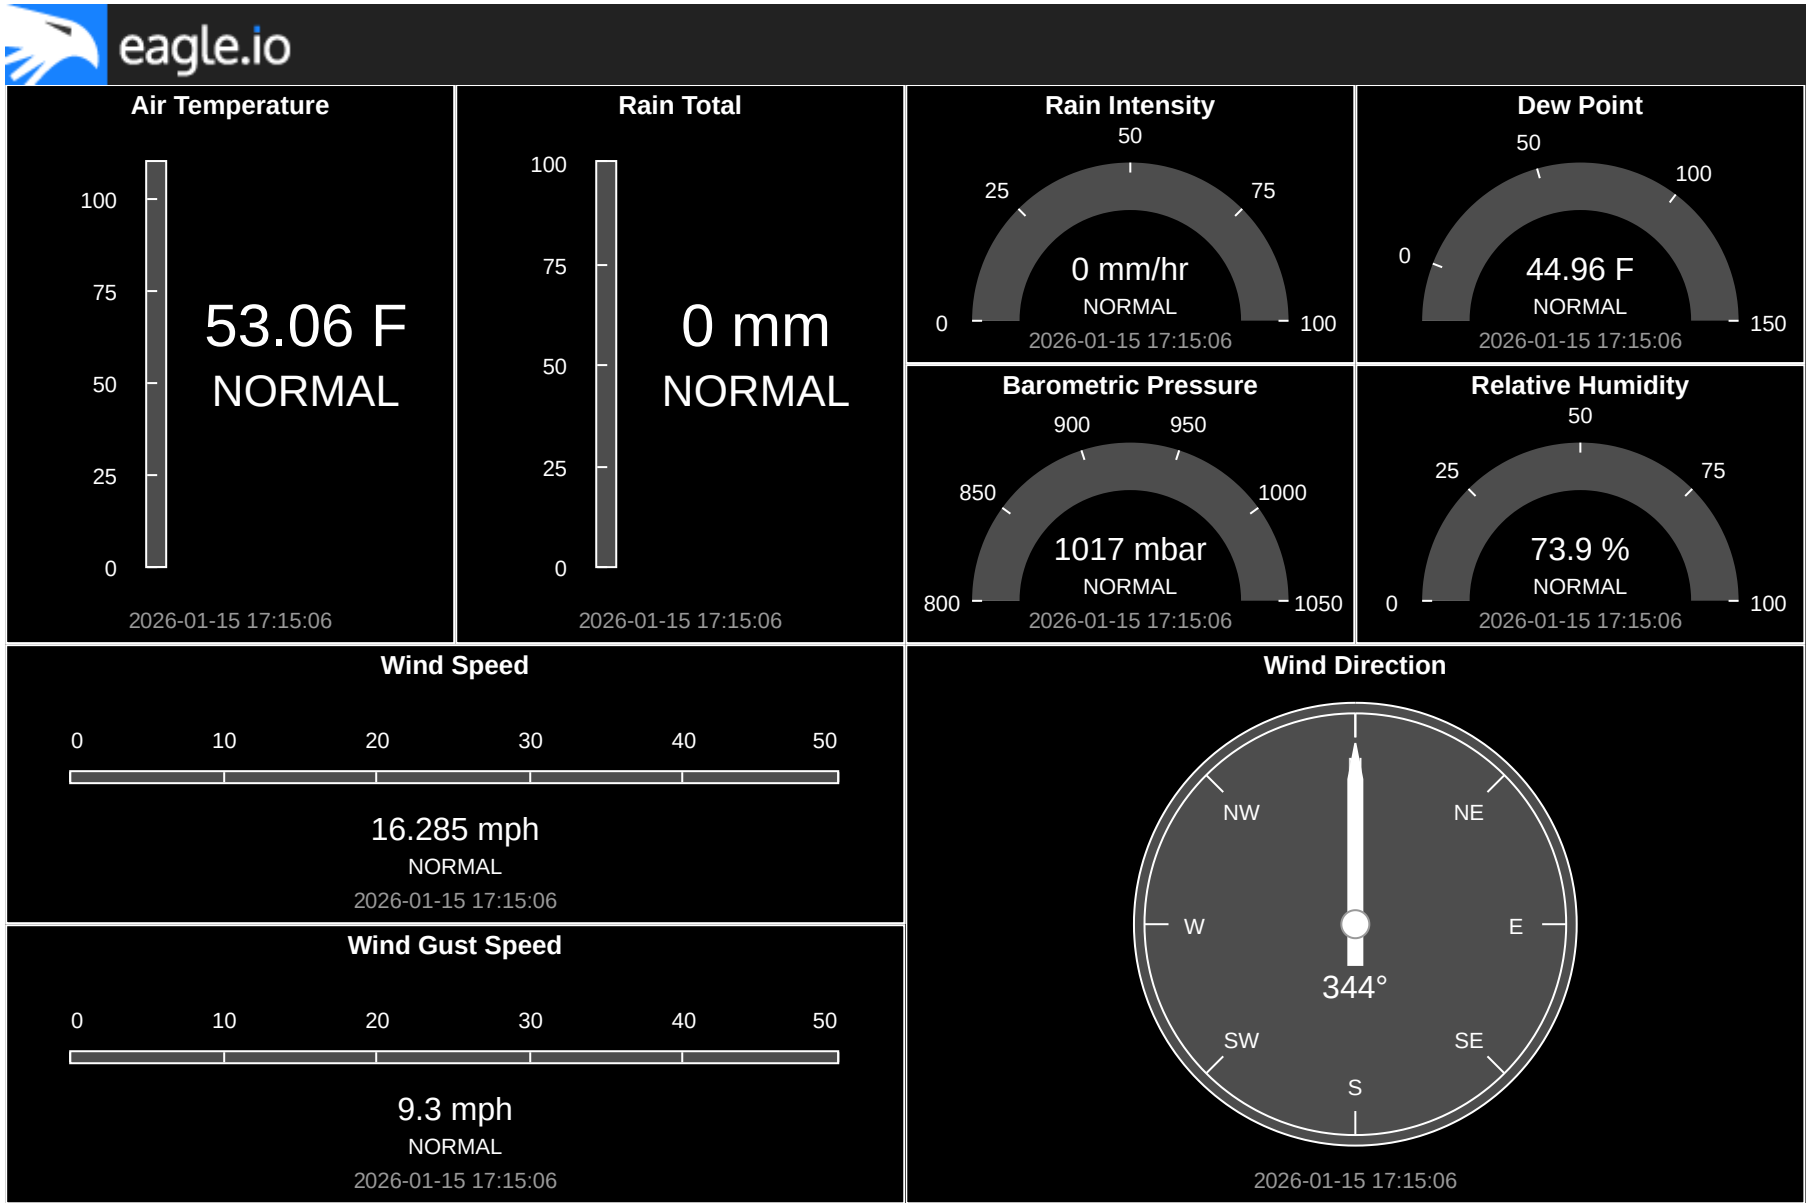 eagle.io
Air Temperature
100
75
50
25
0
53.06 F
NORMAL
2026-01-15 17:15:06
Rain Total
100
75
50
25
0
0 mm
NORMAL
2026-01-15 17:15:06
Rain Intensity
50
25
75
0
100
0 mm/hr
NORMAL
2026-01-15 17:15:06
Dew Point
50
100
0
150
44.96 F
NORMAL
2026-01-15 17:15:06
Barometric Pressure
900
950
850
1000
800
1050
1017 mbar
NORMAL
2026-01-15 17:15:06
Relative Humidity
50
25
75
0
100
73.9 %
NORMAL
2026-01-15 17:15:06
Wind Speed
0 10 20 30 40 50
16.285 mph
NORMAL
2026-01-15 17:15:06
Wind Gust Speed
0 10 20 30 40 50
9.3 mph
NORMAL
2026-01-15 17:15:06
Wind Direction
NW NE
W E
344°
SW SE
S
2026-01-15 17:15:06